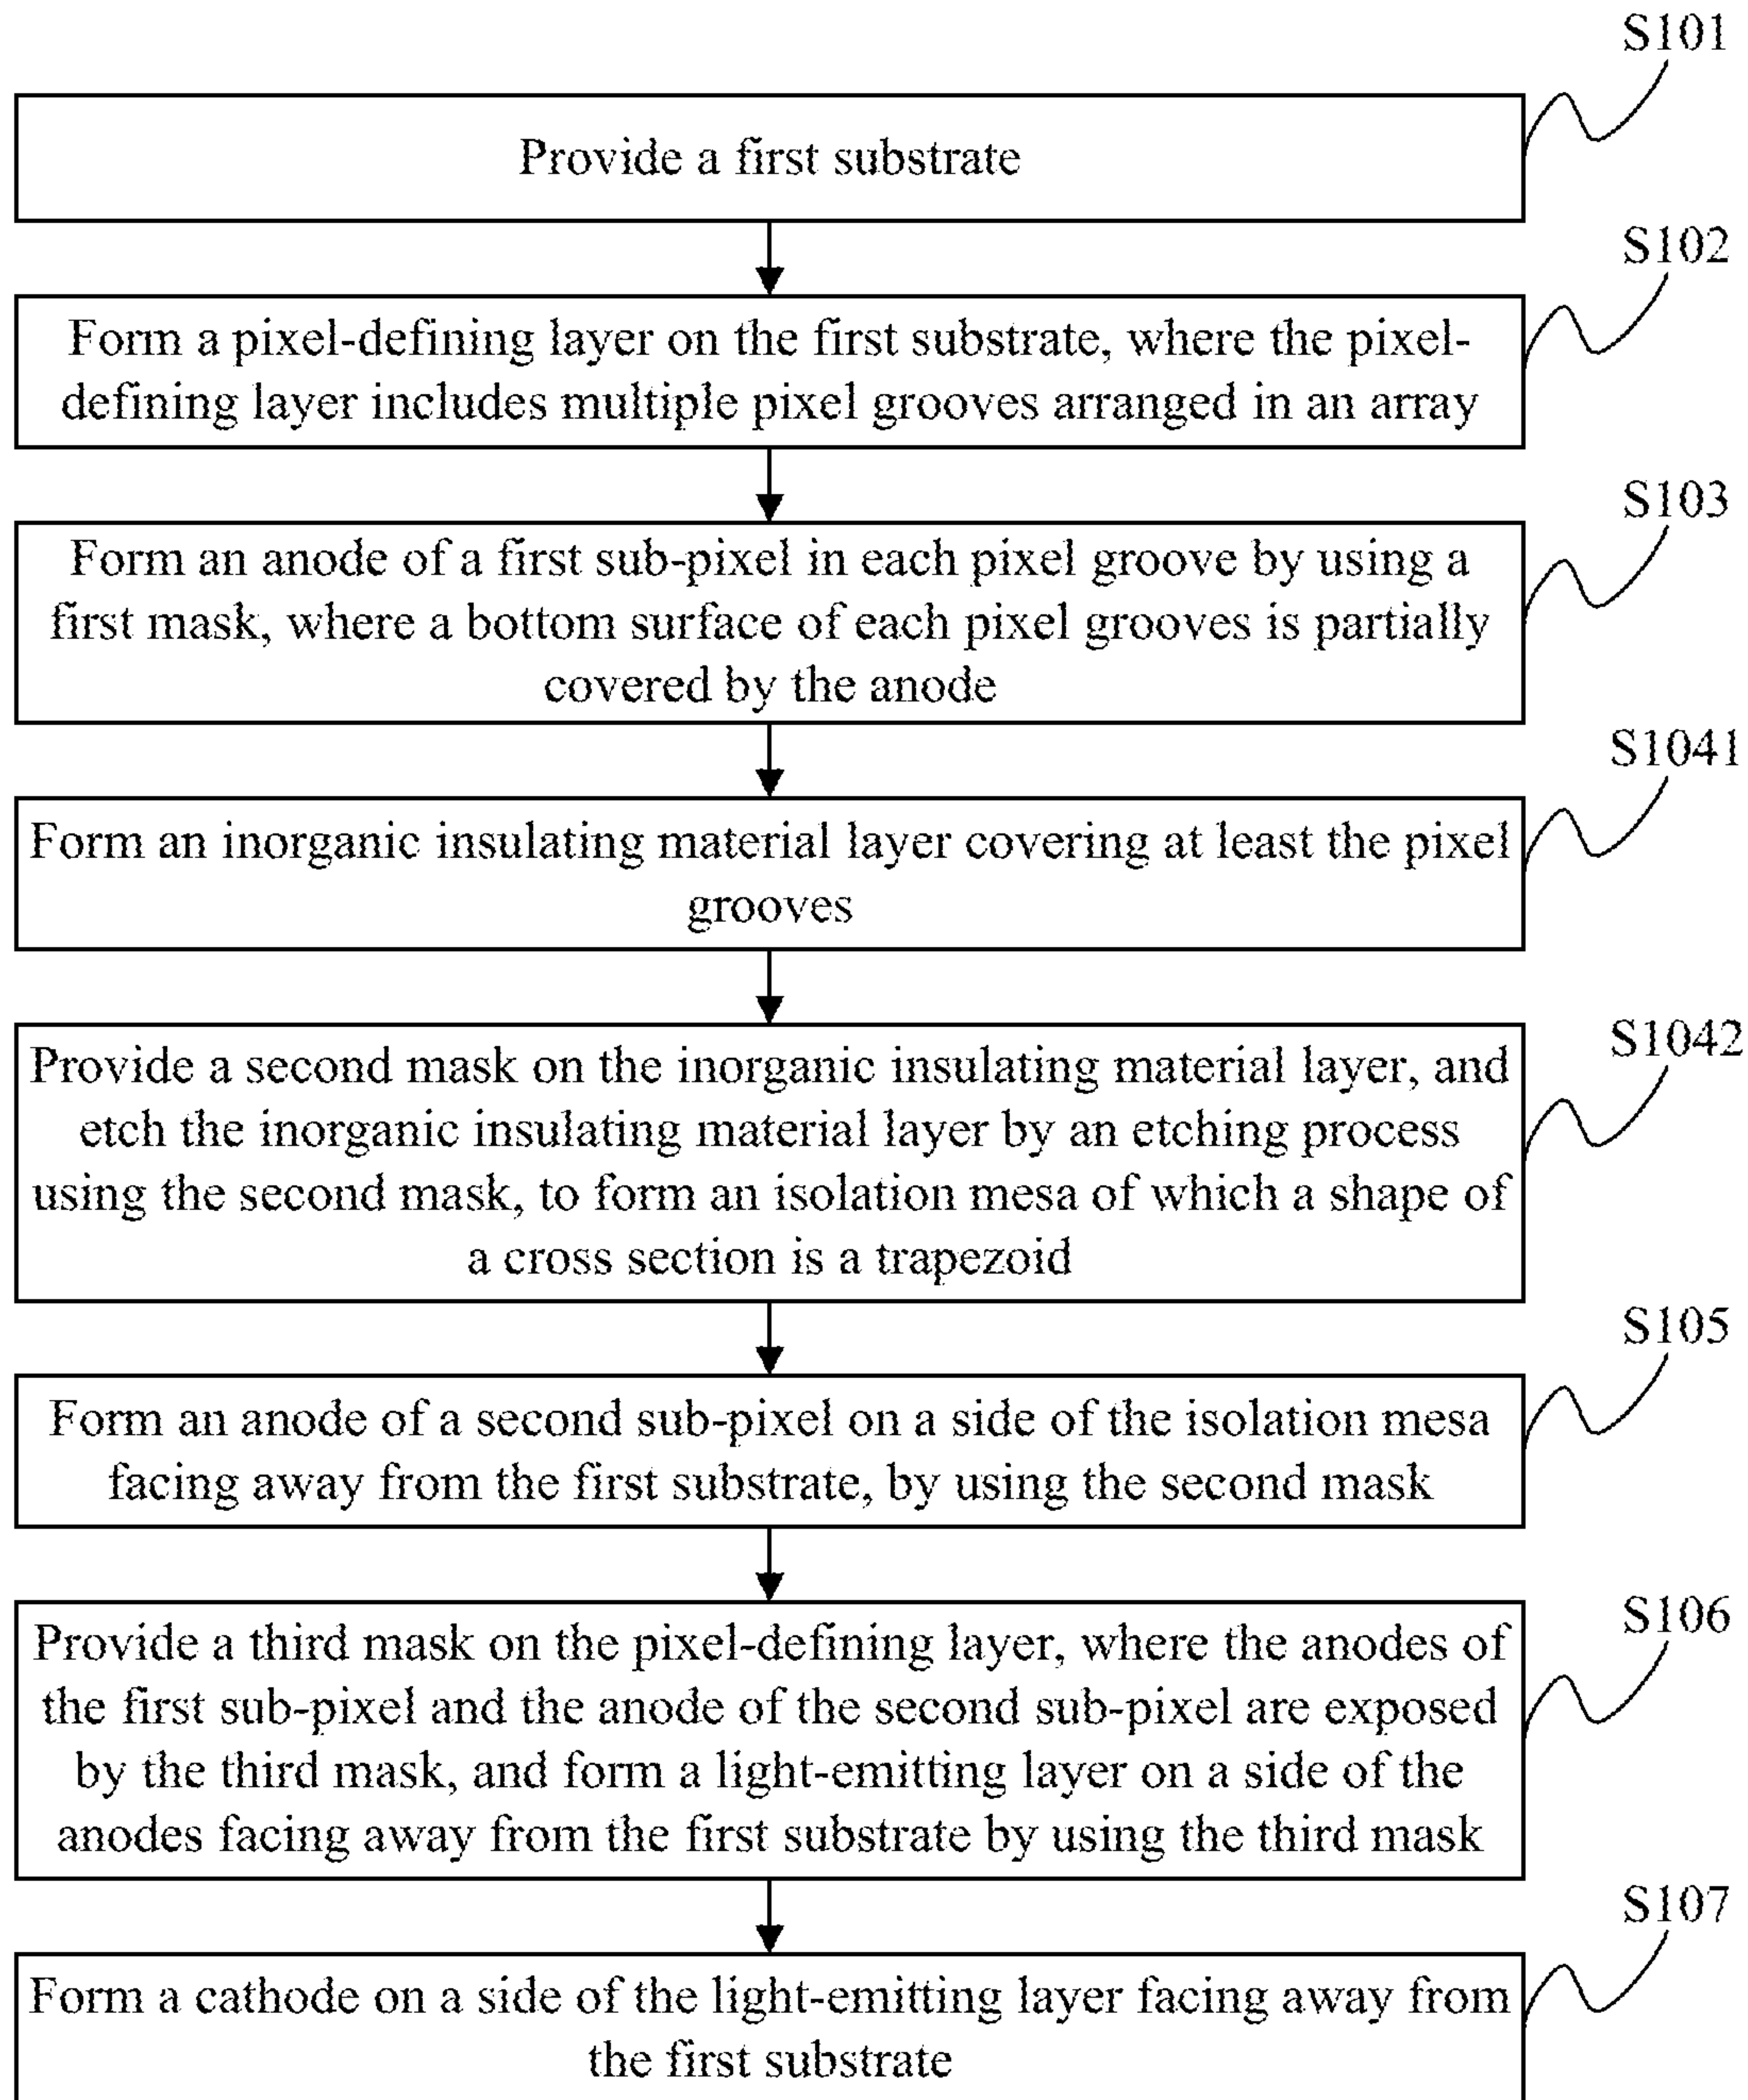 S101
Provide a first substrate
S102
Form a pixel-defining layer on the first substrate, where the pixel-
defining layer includes multiple pixel grooves arranged in an array
S103
Form an anode of a first sub-pixel in each pixel groove by using a
first mask, where a bottom surface of each pixel grooves is partially
covered by the anode
S1041
Form an inorganic insulating material layer covering at least the pixel
grooves
S1042
Provide a second mask on the inorganic insulating material layer, and
etch the inorganic insulating material layer by an etching process
using the second mask, to form an isolation mesa of which a shape of
a cross section is a trapezoid
S105
Form an anode of a second sub-pixel on a side of the isolation mesa
facing away from the first substrate, by using the second mask
S106
Provide a third mask on the pixel-defining layer, where the anodes of
the first sub-pixel and the anode of the second sub-pixel are exposed
by the third mask, and form a light-emitting layer on a side of the
anodes facing away from the first substrate by using the third mask
S107
Form a cathode on a side of the light-emitting layer facing away from
the first substrate